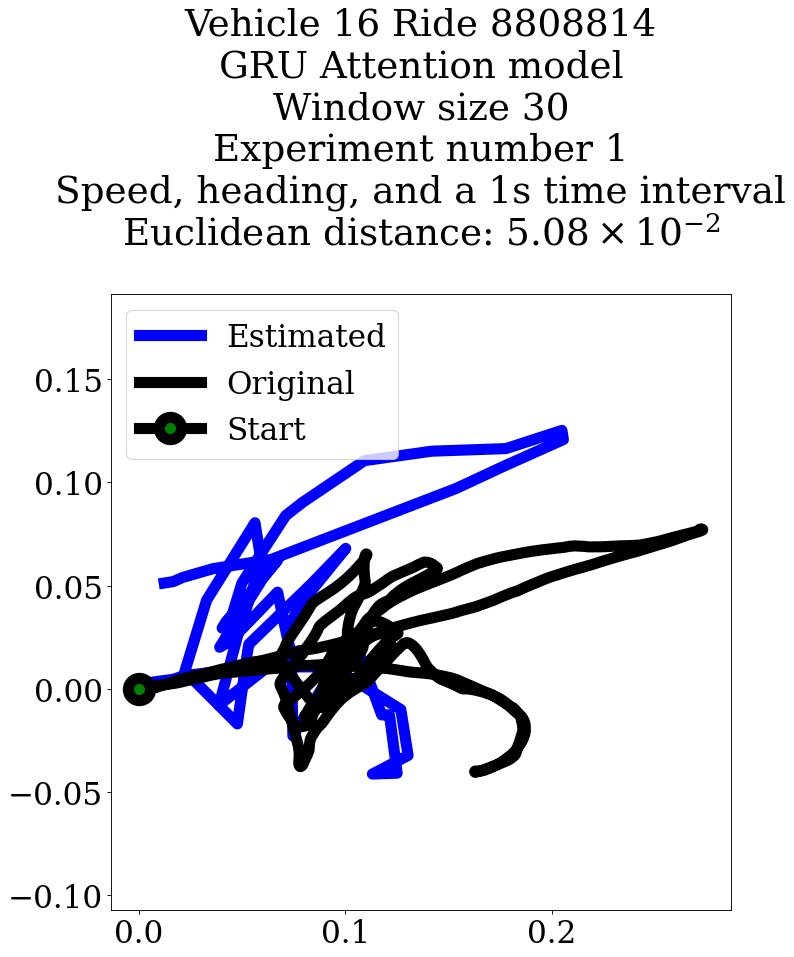 Vehicle 16 Ride 8808814
GRU Attention model
Window size 30
Experiment number 1
Speed, heading, and a 1s time interval
Euclidean distance: 5.08 × 10⁻²
Estimated
Original
Start
0.15
0.10
0.05
0.00
−0.05
−0.10
0.0 0.1 0.2